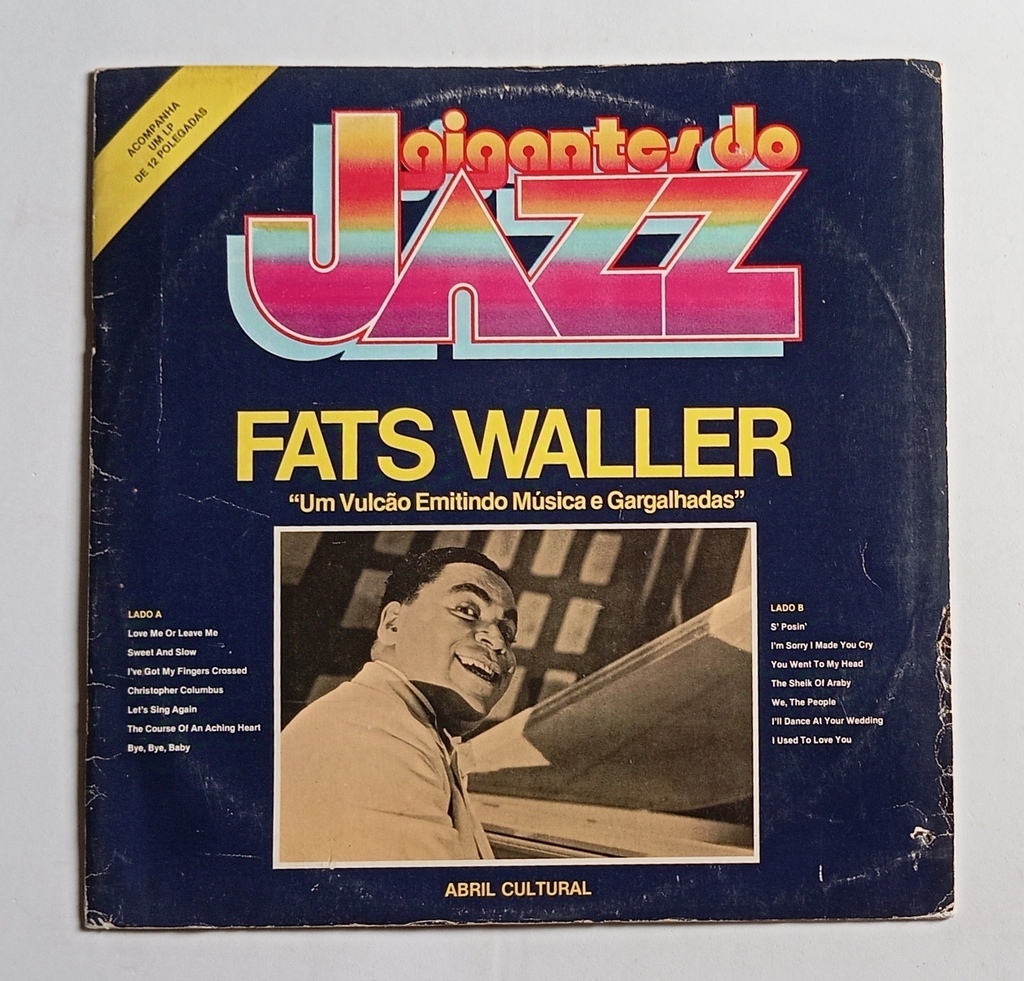 ACOMPANHA
UM LP
DE 12 POLEGADAS
gigantes do
JAZZ
FATS WALLER
“Um Vulcão Emitindo Música e Gargalhadas”
LADO A
Love Me Or Leave Me
Sweet And Slow
I've Got My Fingers Crossed
Christopher Columbus
Let's Sing Again
The Course Of An Aching Heart
Bye, Bye, Baby
LADO B
S' Posin'
I'm Sorry I Made You Cry
You Went To My Head
The Sheik Of Araby
We, The People
I'll Dance At Your Wedding
I Used To Love You
ABRIL CULTURAL